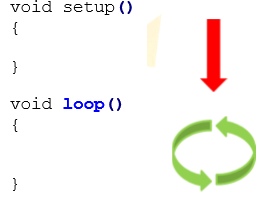 void setup()
{
}
void loop()
{
}